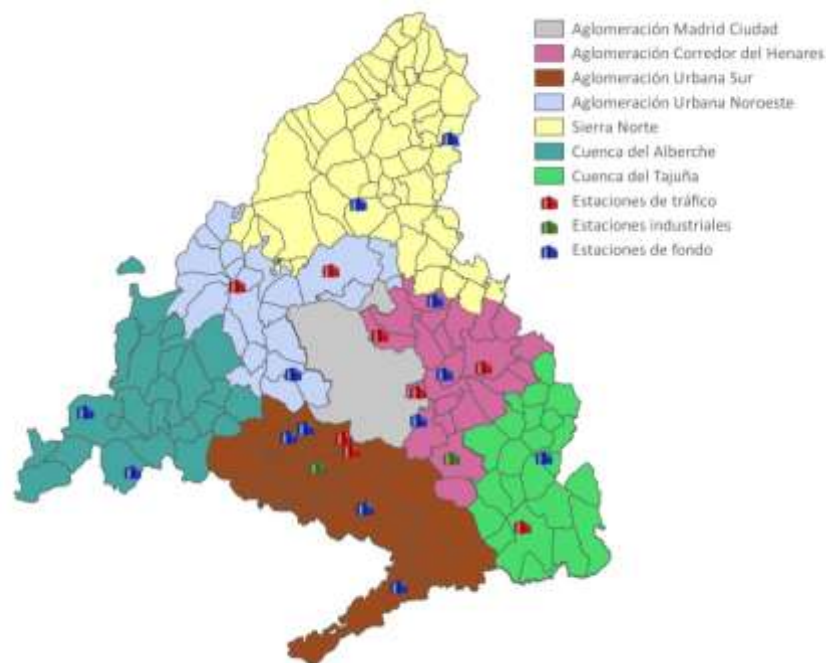 Aglomeración Madrid Ciudad
Aglomeración Corredor del Henares
Aglomeración Urbana Sur
Aglomeración Urbana Noroeste
Sierra Norte
Cuenca del Alberche
Cuenca del Tajuña
Estaciones de tráfico
Estaciones industriales
Estaciones de fondo